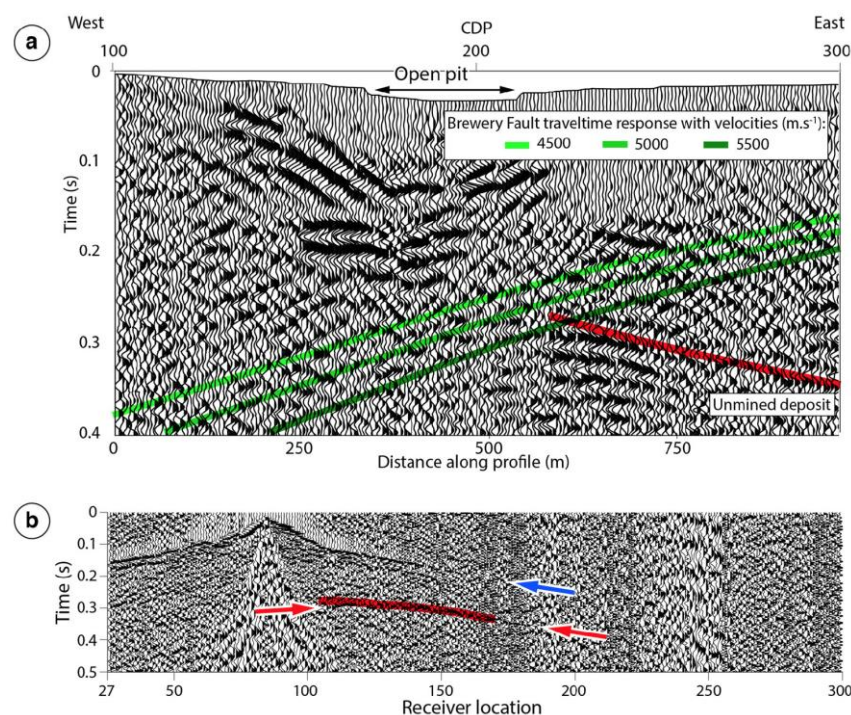 West
CDP
East
a
100
200
300
Open pit
Brewery Fault traveltime response with velocities (m.s⁻¹):
4500
5000
5500
0
0.1
0.2
0.3
0.4
Time (s)
Unmined deposit
0
250
500
750
Distance along profile (m)
b
0
0.1
0.2
0.3
0.4
0.5
Time (s)
27
50
100
150
200
250
300
Receiver location